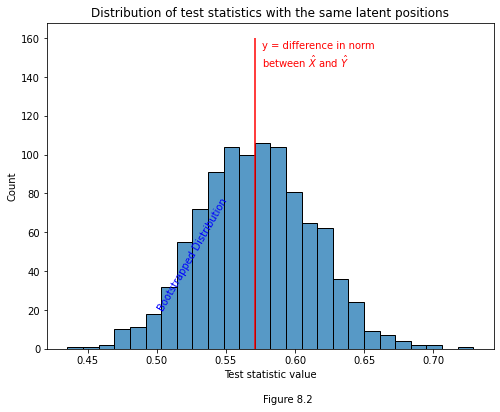 Distribution of test statistics with the same latent positions
160
140
120
100
80
60
40
20
0
Count
y = difference in norm
between X̂ and Ŷ
Bootstrapped Distribution
0.45 0.50 0.55 0.60 0.65 0.70
Test statistic value
Figure 8.2